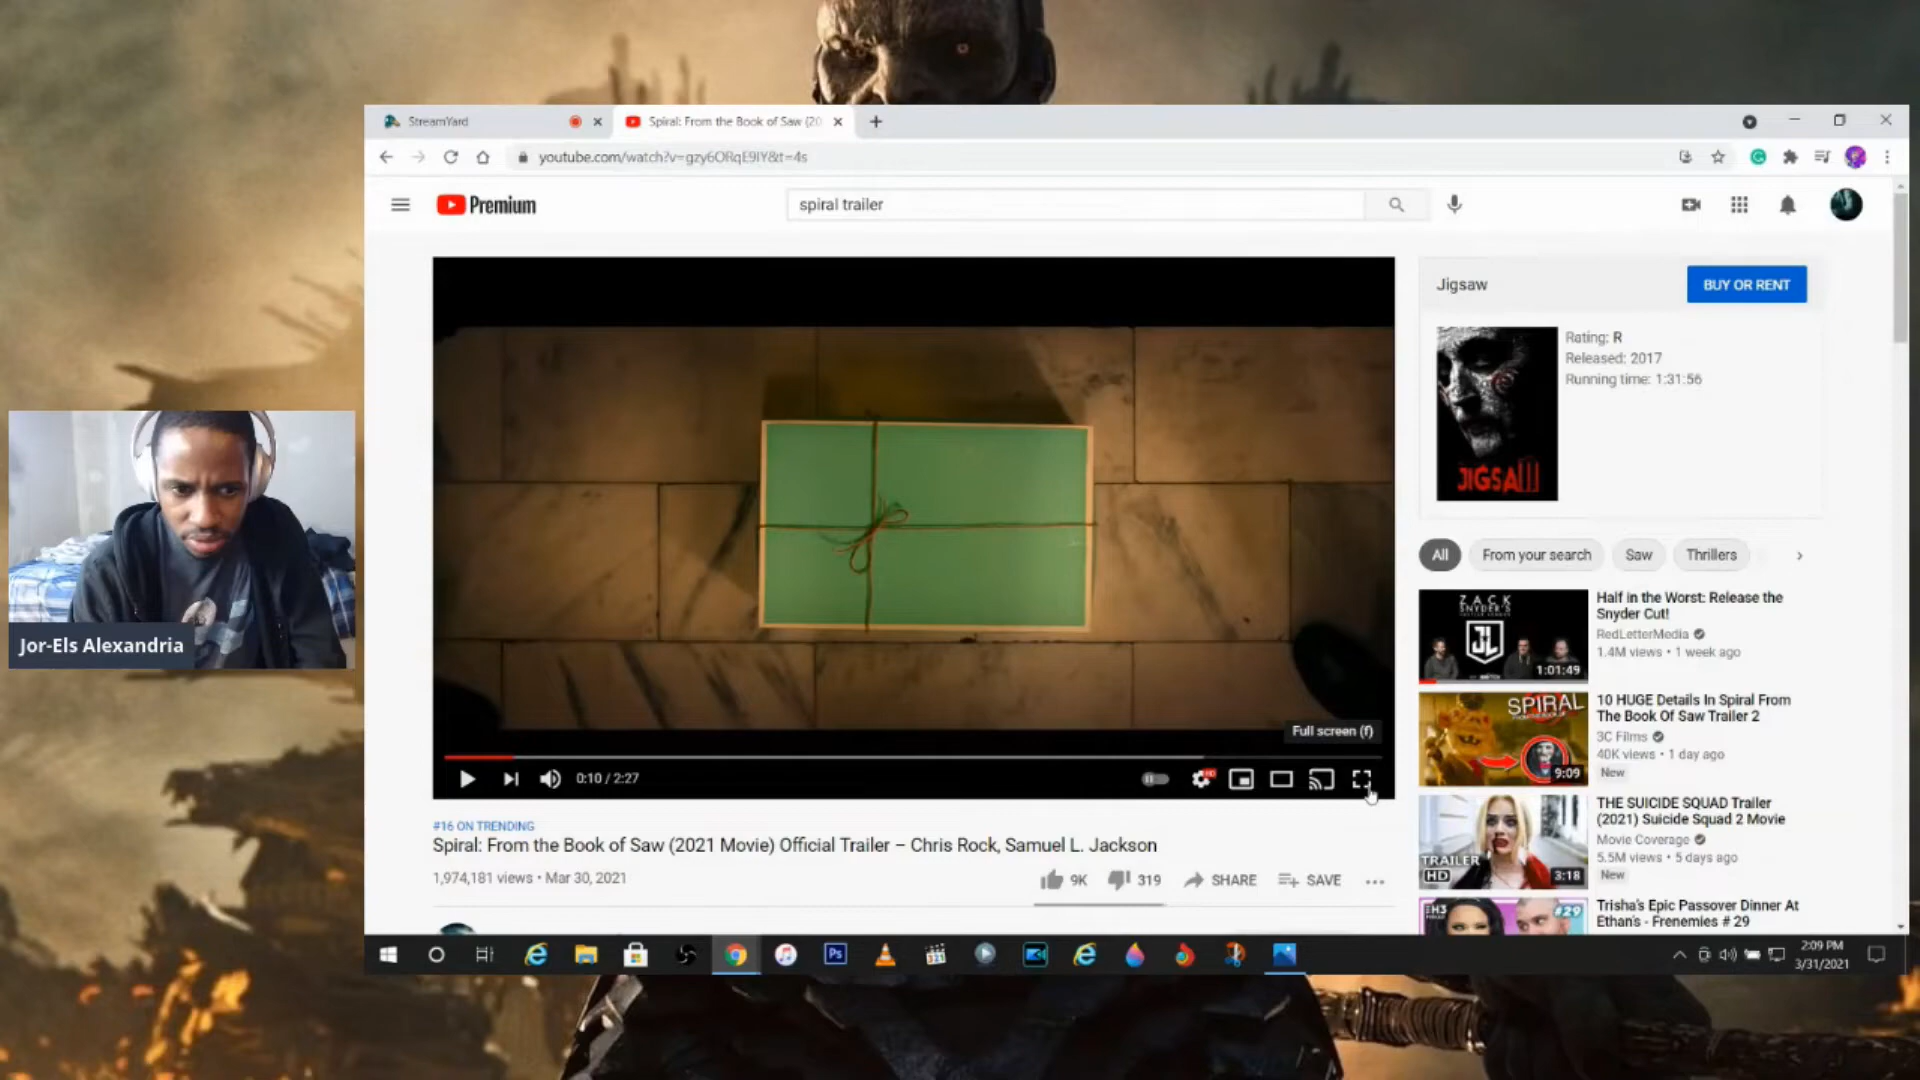 StreamYard
Spiral: From the Book of Saw (20
youtube.com/watch?v=gzy6ORqE9IY&t=4s
Premium
spiral trailer
Jigsaw
BUY OR RENT
Rating: R
Released: 2017
Running time: 1:31:56
JIGSAW
All
From your search
Saw
Thrillers
ZACK
SNYDER'S
JL
1:01:49
Half in the Worst: Release the
Snyder Cut!
RedLetterMedia
1.4M views • 1 week ago
SPIRAL
9:09
10 HUGE Details In Spiral From
The Book Of Saw Trailer 2
3C Films
40K views • 1 day ago
New
TRAILER
HD
3:18
THE SUICIDE SQUAD Trailer
(2021) Suicide Squad 2 Movie
Movie Coverage
5.5M views • 5 days ago
New
#29
Trisha's Epic Passover Dinner At
Ethan's - Frenemies # 29
Jor-Els Alexandria
Full screen (f)
0:10 / 2:27
HD
#16 ON TRENDING
Spiral: From the Book of Saw (2021 Movie) Official Trailer – Chris Rock, Samuel L. Jackson
1,974,181 views • Mar 30, 2021
9K
319
SHARE
SAVE
Ps
2:09 PM
3/31/2021